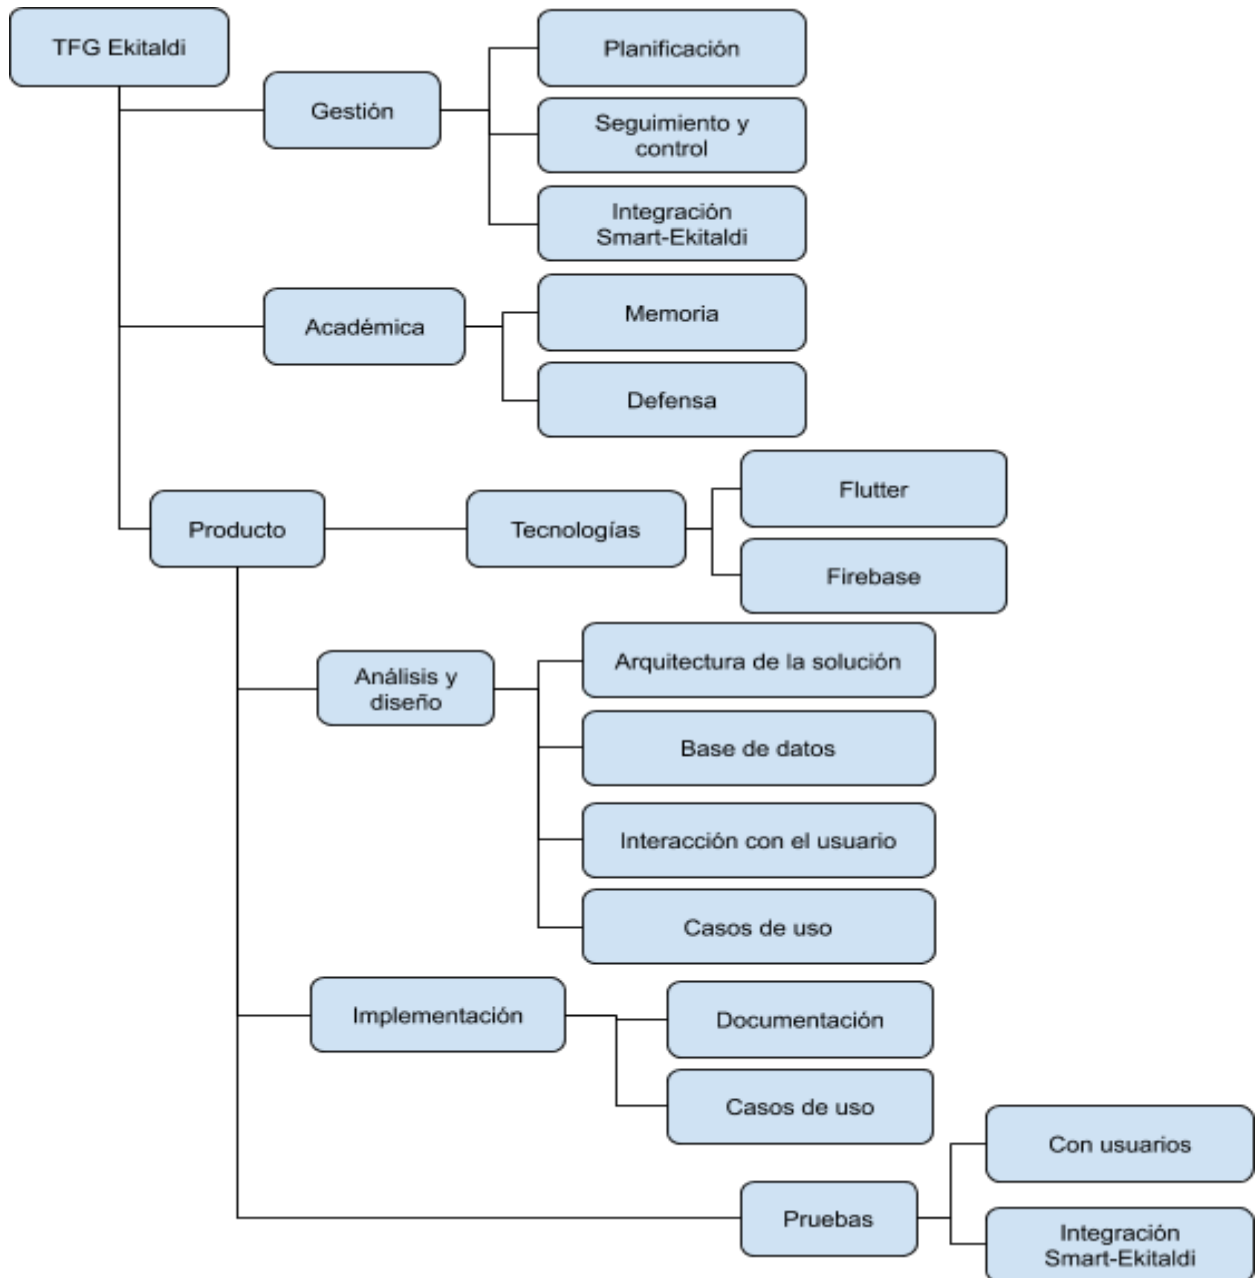 TFG Ekitaldi
Gestión
Planificación
Seguimiento y
control
Integración
Smart-Ekitaldi
Académica
Memoria
Defensa
Producto
Tecnologías
Flutter
Firebase
Análisis y
diseño
Arquitectura de la solución
Base de datos
Interacción con el usuario
Casos de uso
Implementación
Documentación
Casos de uso
Pruebas
Con usuarios
Integración
Smart-Ekitaldi